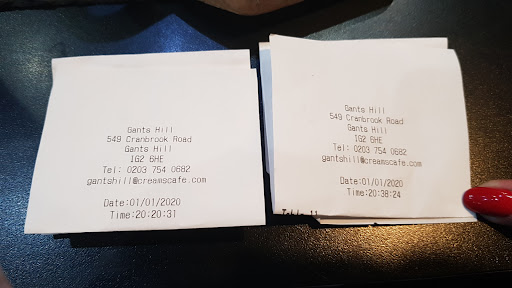 Gants Hill
549 Cranbrook Road
Gants Hill
IG2 6HE
Tel: 0203 754 0682
gantshill@creamscafe.com
Date:01/01/2020
Time:20:20:31
Gants Hill
549 Cranbrook Road
Gants Hill
IG2 6HE
Tel: 0203 754 0682
gantshill@creamscafe.com
Date:01/01/2020
Time:20:38:24